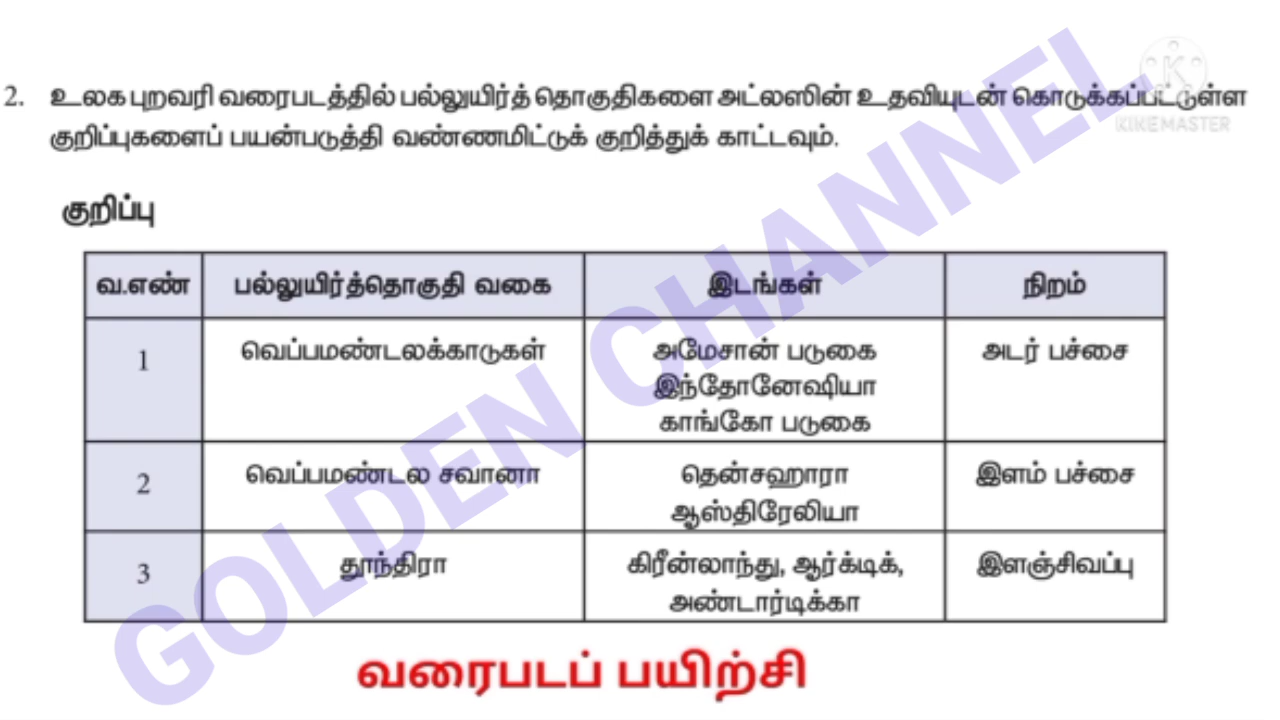 2. உலக புறவரி வரைபடத்தில் பல்லுயிர்த் தொகுதிகளை அட்லஸின் உதவியுடன் கொடுக்கப்பட்டுள்ள
குறிப்புகளைப் பயன்படுத்தி வண்ணமிட்டுக் குறித்துக் காட்டவும்.
KINEMASTER
குறிப்பு
வ.எண் பல்லுயிர்த்தொகுதி வகை இடங்கள் நிறம்
1 வெப்பமண்டலக்காடுகள் அமேசான் படுகை அடர் பச்சை
இந்தோனேஷியா
காங்கோ படுகை
2 வெப்பமண்டல சவானா தென்சஹாரா இளம் பச்சை
ஆஸ்திரேலியா
3 தூந்திரா கிரீன்லாந்து, ஆர்க்டிக், இளஞ்சிவப்பு
அண்டார்டிக்கா
GOLDEN CHANNEL.
வரைபடப் பயிற்சி